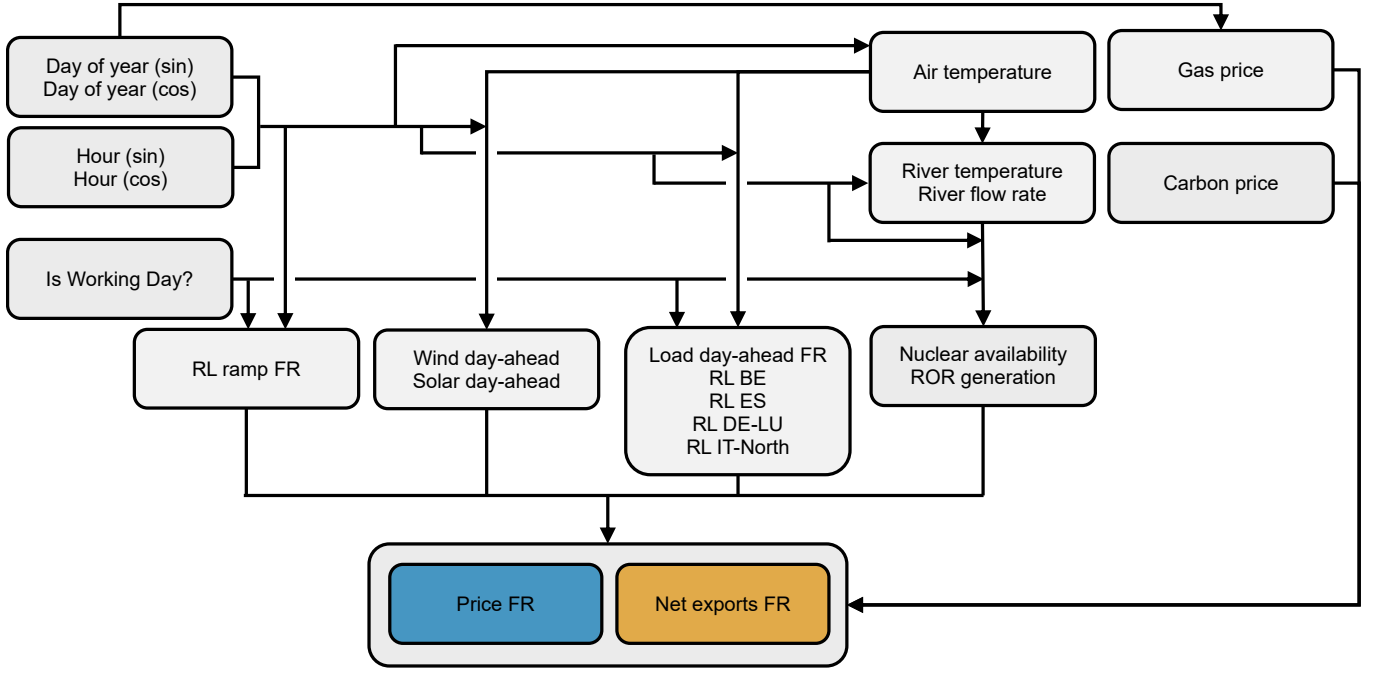 Day of year (sin)
Day of year (cos)
Hour (sin)
Hour (cos)
Is Working Day?
Air temperature
Gas price
River temperature
River flow rate
Carbon price
RL ramp FR
Wind day-ahead
Solar day-ahead
Load day-ahead FR
RL BE
RL ES
RL DE-LU
RL IT-North
Nuclear availability
ROR generation
Price FR
Net exports FR